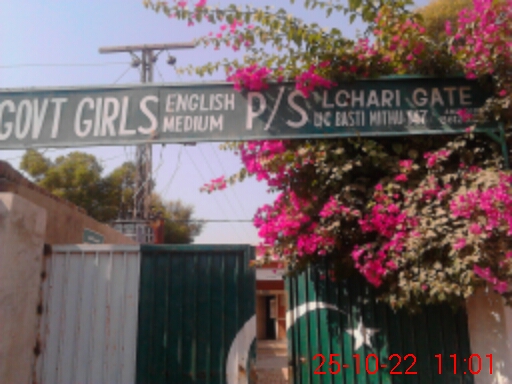 GOVT GIRLS ENGLISH MEDIUM P/S LCHARI GATE
U/C BASTI MITHU
25-10-22 11:01